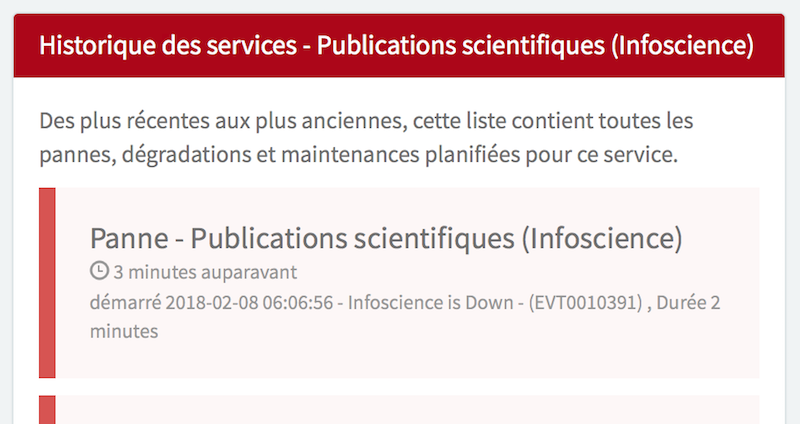 Historique des services - Publications scientifiques (Infoscience)
Des plus récentes aux plus anciennes, cette liste contient toutes les
pannes, dégradations et maintenances planifiées pour ce service.
Panne - Publications scientifiques (Infoscience)
3 minutes auparavant
démarré 2018-02-08 06:06:56 - Infoscience is Down - (EVT0010391) , Durée 2
minutes